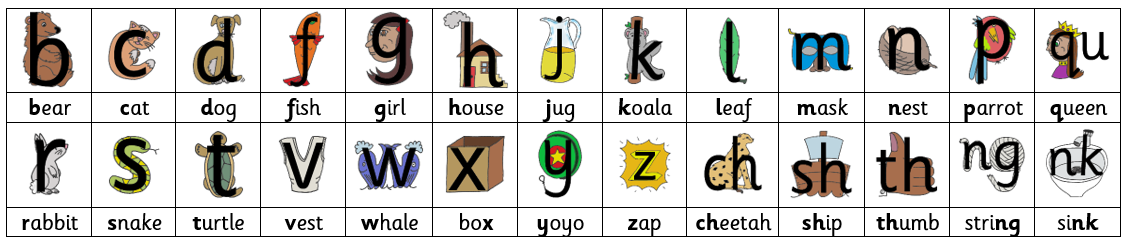 b c d f g h j k l m n p qu
bear cat dog fish girl house jug koala leaf mask nest parrot queen
r s t v w x y z ch sh th ng nk
rabbit snake turtle vest whale box yoyo zap cheetah ship thumb string sink